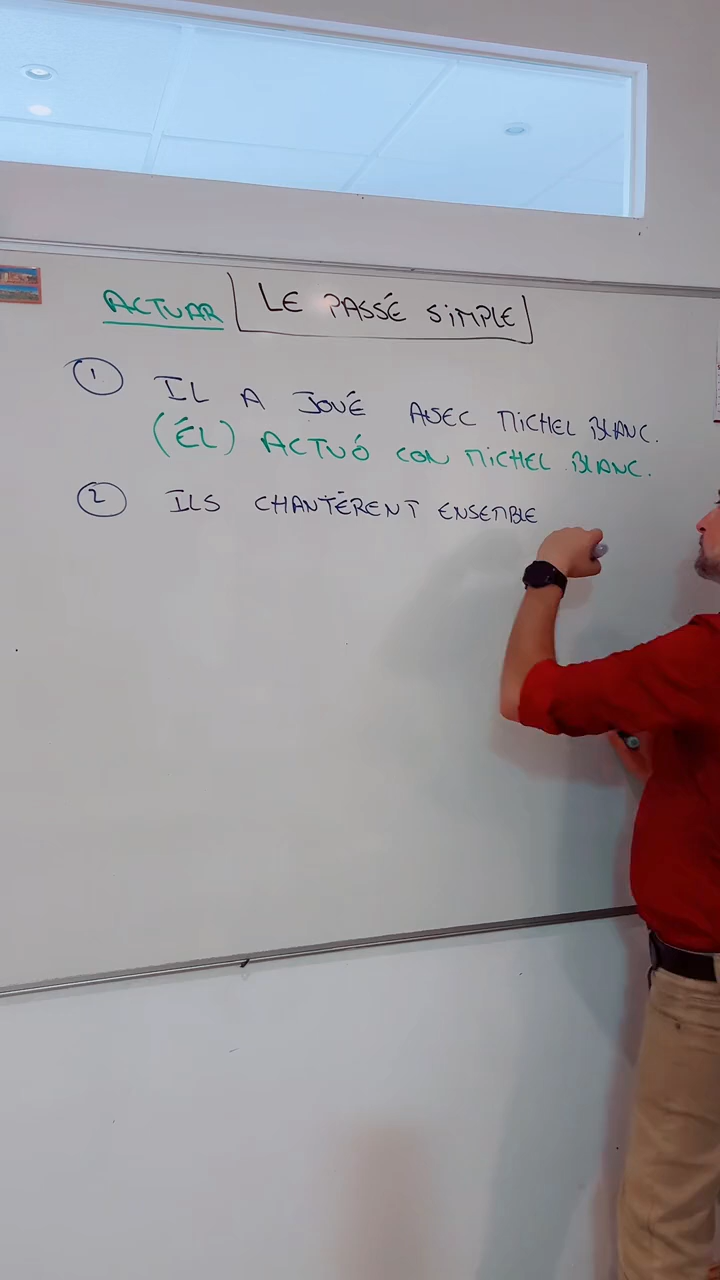 ACTUAR LE PASSÉ SIMPLE
1 IL A JOUÉ AVEC MICHEL BLANC.
(ÉL) ACTUÓ CON MICHEL BLANC.
2 ILS CHANTÈRENT ENSEMBLE